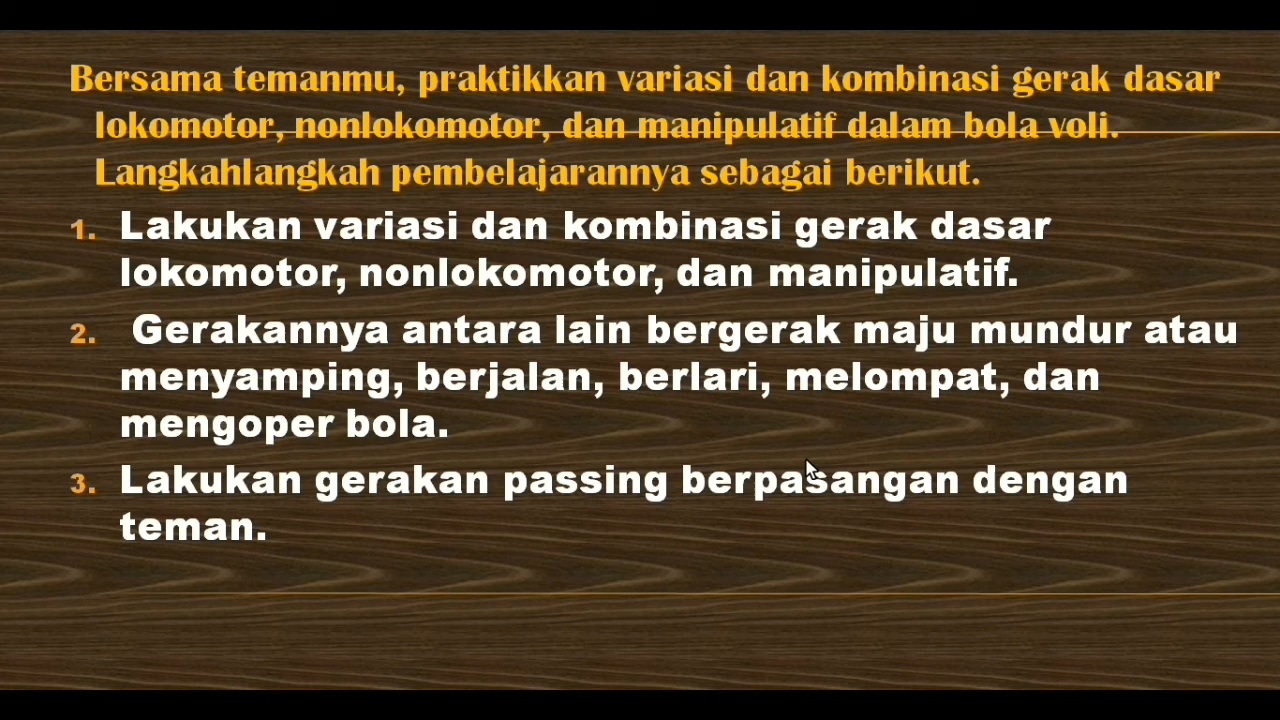 Bersama temanmu, praktikkan variasi dan kombinasi gerak dasar
lokomotor, nonlokomotor, dan manipulatif dalam bola voli.
Langkahlangkah pembelajarannya sebagai berikut.
1. Lakukan variasi dan kombinasi gerak dasar
lokomotor, nonlokomotor, dan manipulatif.
2. Gerakannya antara lain bergerak maju mundur atau
menyamping, berjalan, berlari, melompat, dan
mengoper bola.
3. Lakukan gerakan passing berpasangan dengan
teman.